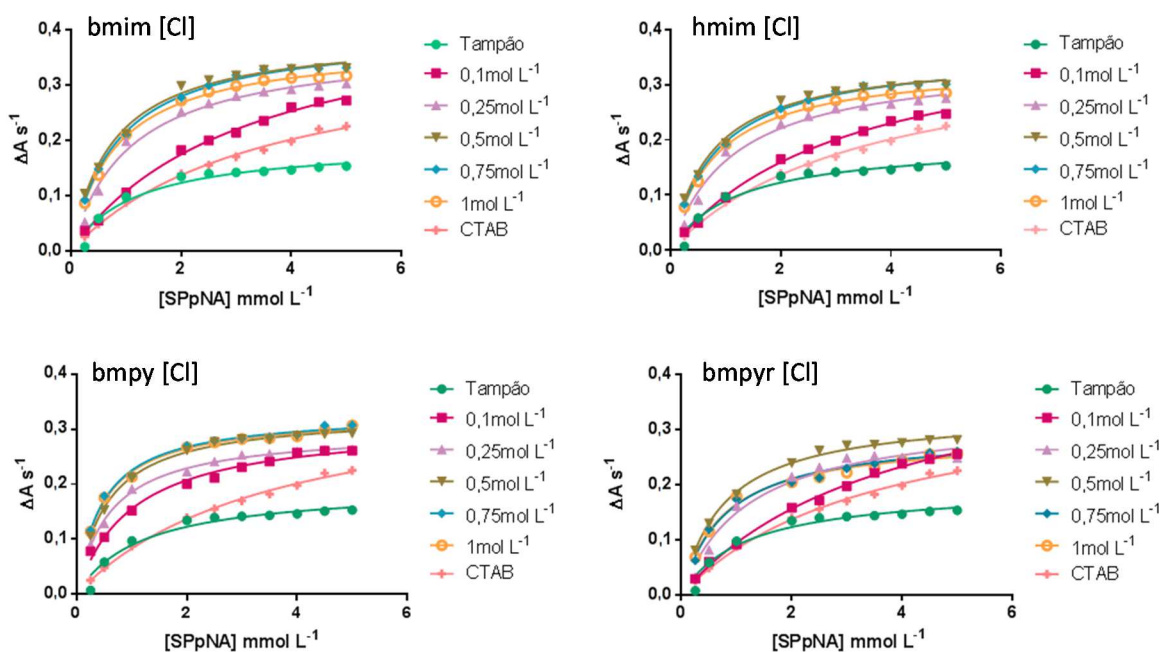 bmim [Cl]
0,4
0,3
0,2
0,1
0,0
ΔA s-1
0
2
4
6
[SPpNA] mmol L-1
Tampão
0,1mol L-1
0,25mol L-1
0,5mol L-1
0,75mol L-1
1mol L-1
CTAB
hmim [Cl]
0,4
0,3
0,2
0,1
0,0
ΔA s-1
0
2
4
6
[SPpNA] mmol L-1
Tampão
0,1mol L-1
0,25mol L-1
0,5mol L-1
0,75mol L-1
1mol L-1
CTAB
bmpy [Cl]
0,4
0,3
0,2
0,1
0,0
ΔA s-1
0
2
4
6
[SPpNA] mmol L-1
Tampão
0,1mol L-1
0,25mol L-1
0,5mol L-1
0,75mol L-1
1mol L-1
CTAB
bmpyr [Cl]
0,4
0,3
0,2
0,1
0,0
ΔA s-1
0
2
4
6
[SPpNA] mmol L-1
Tampão
0,1mol L-1
0,25mol L-1
0,5mol L-1
0,75mol L-1
1mol L-1
CTAB